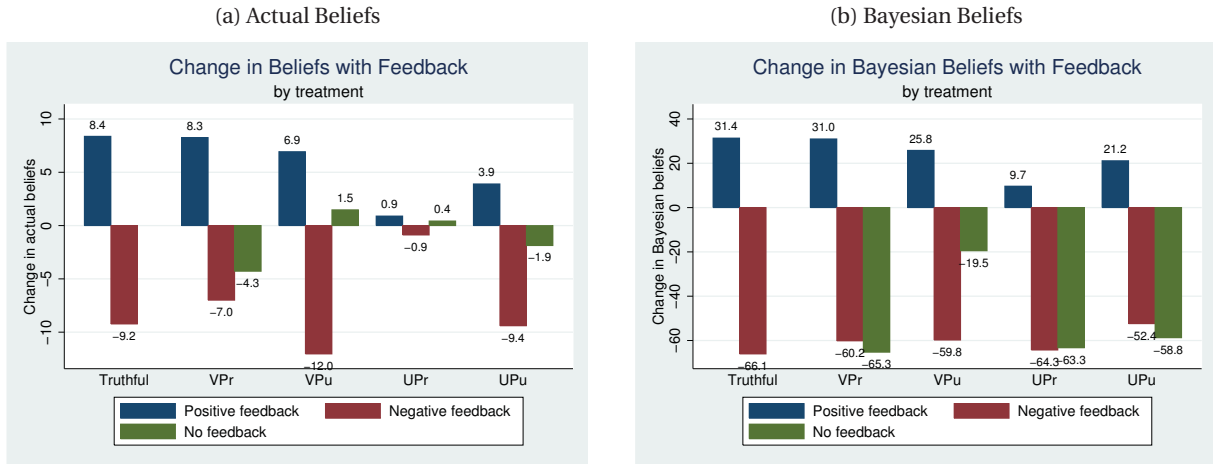 (a) Actual Beliefs
Change in Beliefs with Feedback
by treatment
Change in actual beliefs
10
5
0
−5
−10
8.4
−9.2
8.3
−7.0
−4.3
6.9
−12.0
1.5
0.9
−0.9
0.4
3.9
−9.4
−1.9
Truthful VPr VPu UPr UPu
Positive feedback Negative feedback
No feedback
(b) Bayesian Beliefs
Change in Bayesian Beliefs with Feedback
by treatment
Change in Bayesian beliefs
40
20
0
−20
−40
−60
31.4
−66.1
31.0
−60.2
−65.3
25.8
−59.8
−19.5
9.7
−64.3
−63.3
21.2
−52.4
−58.8
Truthful VPr VPu UPr UPu
Positive feedback Negative feedback
No feedback